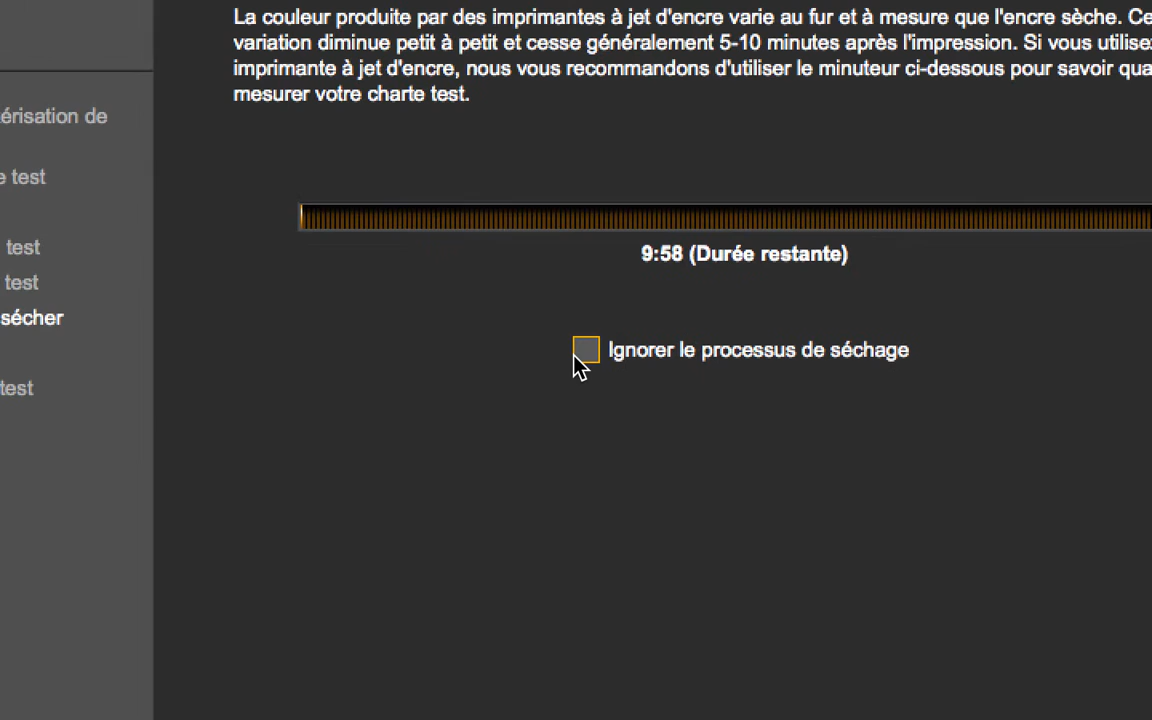 La couleur produite par des imprimantes à jet d'encre varie au fur et à mesure que l'encre sèche.
variation diminue petit à petit et cesse généralement 5-10 minutes après l'impression. Si vous
imprimante à jet d'encre, nous vous recommandons d'utiliser le minuteur ci-dessous pour savoir
mesurer votre charte test.
de
test
test
test
sécher
test
9:58 (Durée restante)
Ignorer le processus de séchage